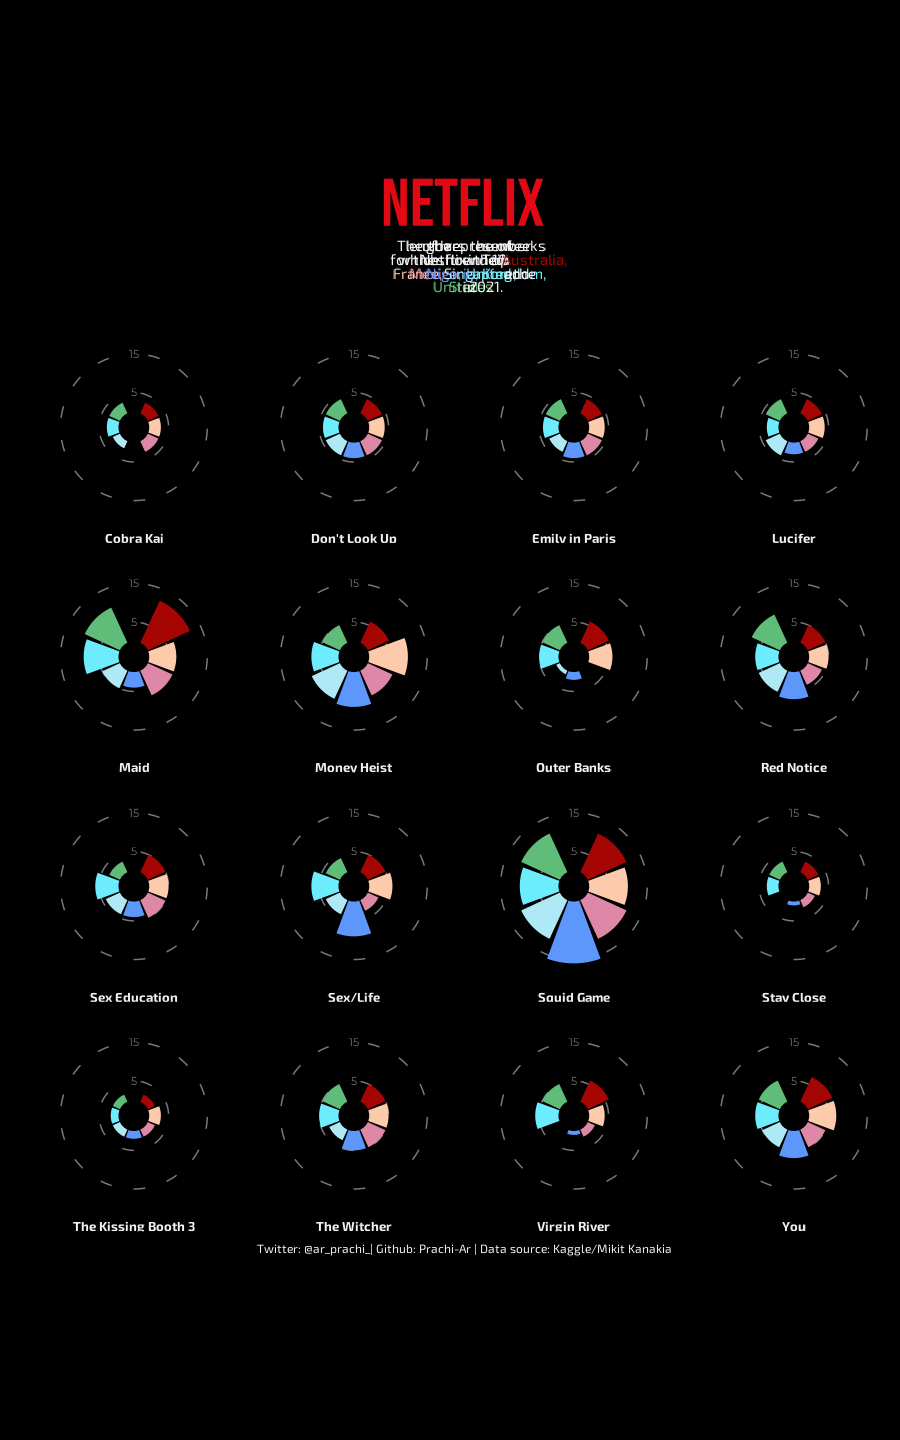 NETFLIX
Australia,
2021.
15 15 15 15
5 5 5 5
Cobra Kai Don't Look Up Emily in Paris Lucifer
15 15 15 15
5 5 5 5
Maid Money Heist Outer Banks Red Notice
15 15 15 15
5 5 5 5
Sex Education Sex/Life Squid Game Stay Close
15 15 15 15
5 5 5 5
The Kissing Booth 3 The Witcher Virgin River You
Twitter: @ar_prachi_| Github: Prachi-Ar | Data source: Kaggle/Mikit Kanakia